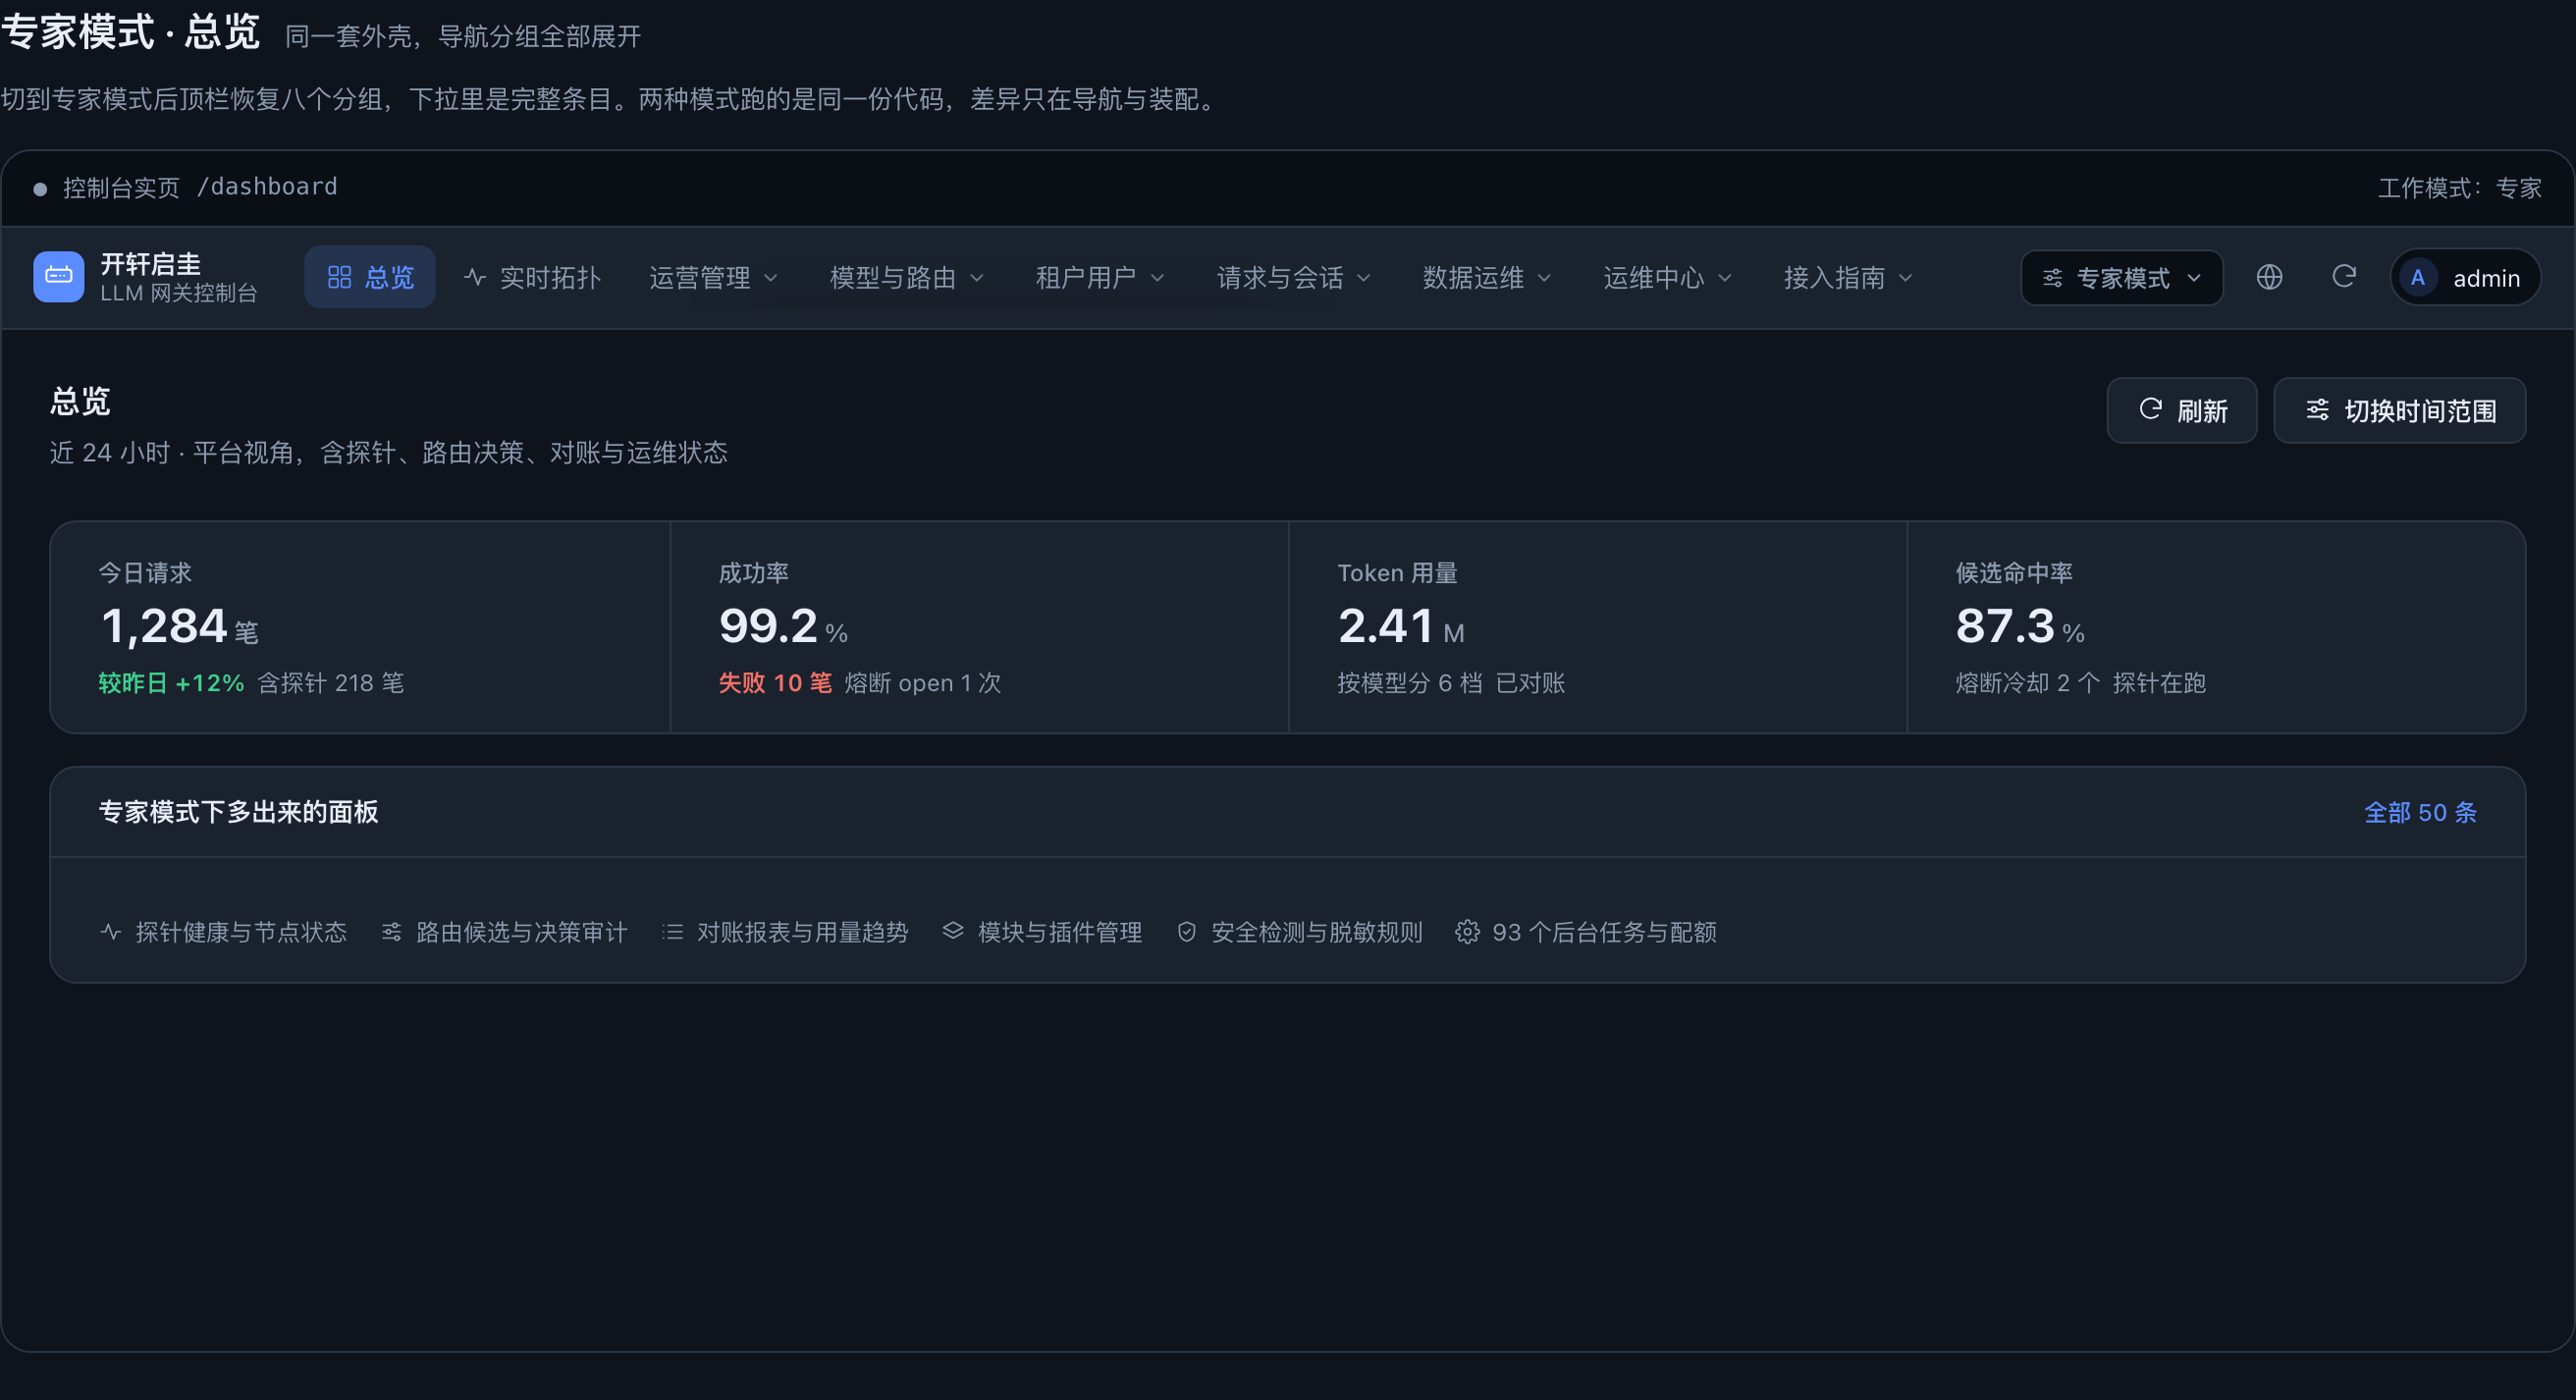 专家模式 · 总览 同一套外壳，导航分组全部展开
切到专家模式后顶栏恢复八个分组，下拉里是完整条目。两种模式跑的是同一份代码，差异只在导航与装配。
控制台实页 /dashboard 工作模式：专家
开轩启圭
LLM 网关控制台
总览 实时拓扑 运营管理 模型与路由 租户用户 请求与会话 数据运维 运维中心 接入指南 专家模式 A admin
总览 刷新 切换时间范围
近 24 小时 · 平台视角，含探针、路由决策、对账与运维状态
今日请求 成功率 Token 用量 候选命中率
1,284 笔 99.2 % 2.41 M 87.3 %
较昨日 +12% 含探针 218 笔 失败 10 笔 熔断 open 1 次 按模型分 6 档 已对账 熔断冷却 2 个 探针在跑
专家模式下多出来的面板 全部 50 条
探针健康与节点状态 路由候选与决策审计 对账报表与用量趋势 模块与插件管理 安全检测与脱敏规则 93 个后台任务与配额